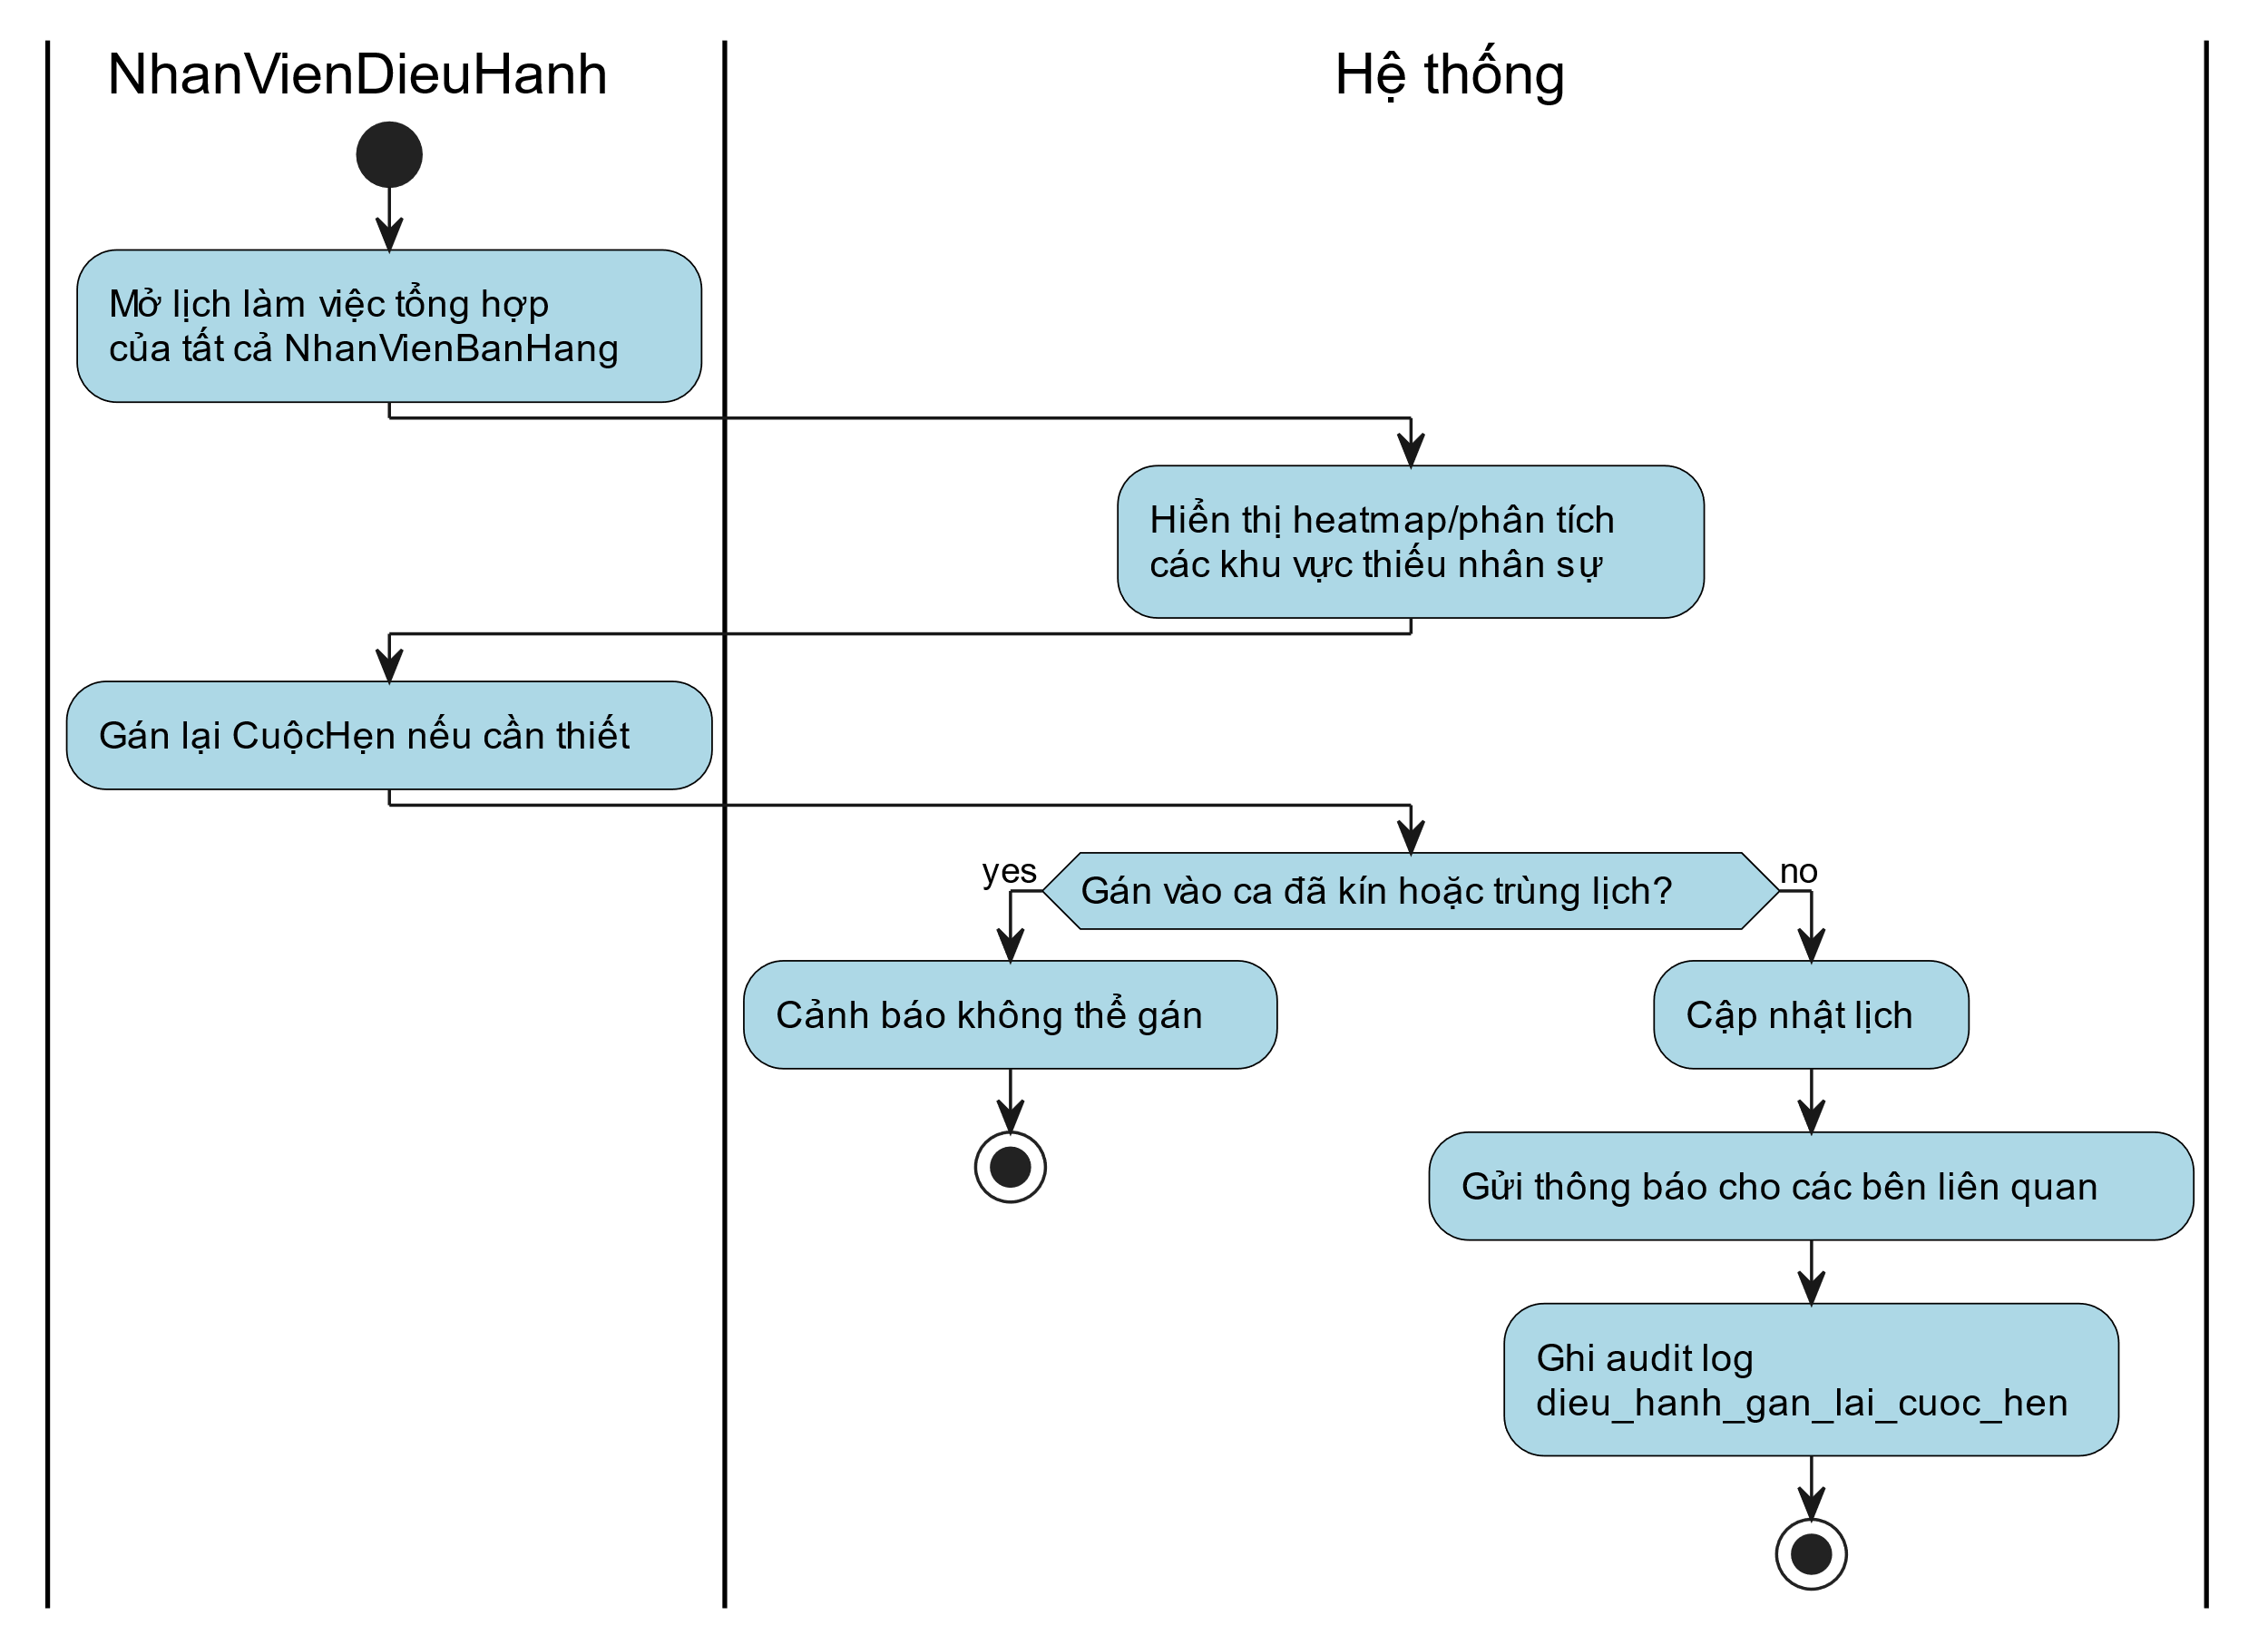 NhanVienDieuHanh
Hệ thống
Mở lịch làm việc tổng hợp
của tất cả NhanVienBanHang
Hiển thị heatmap/phân tích
các khu vực thiếu nhân sự
Gán lại CuộcHẹn nếu cần thiết
yes
Gán vào ca đã kín hoặc trùng lịch?
no
Cảnh báo không thể gán
Cập nhật lịch
Gửi thông báo cho các bên liên quan
Ghi audit log
dieu_hanh_gan_lai_cuoc_hen